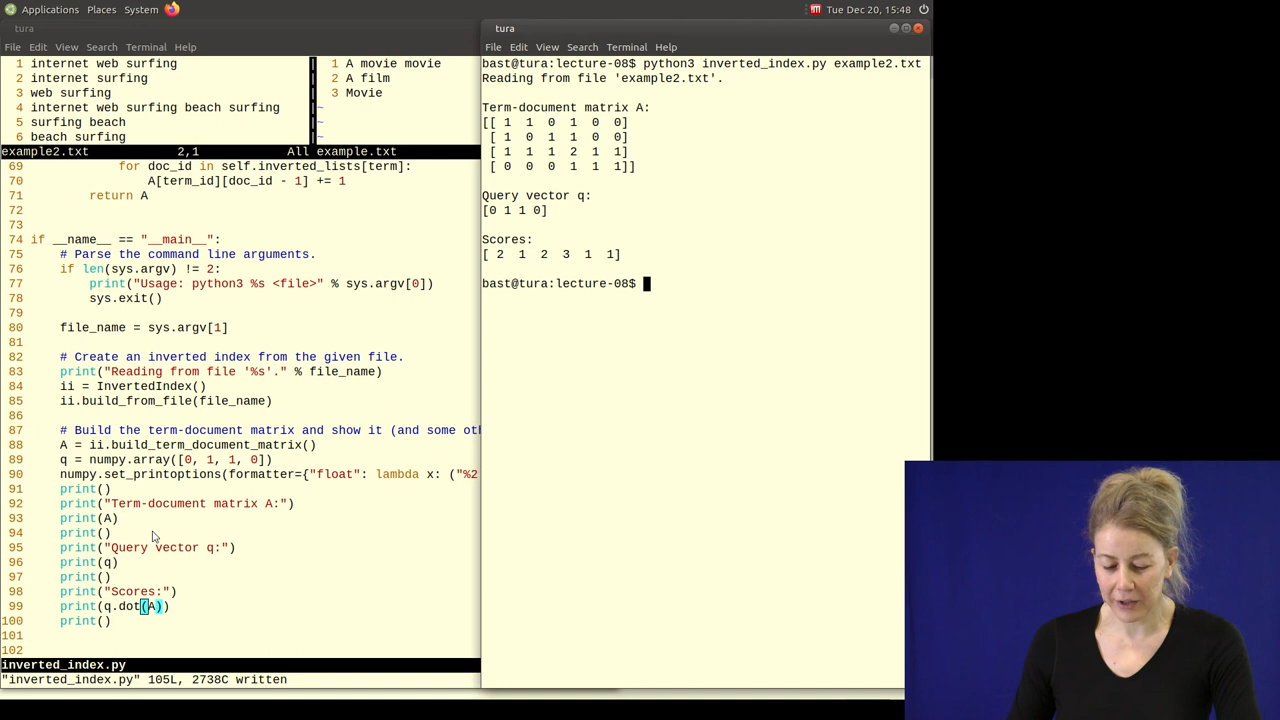 Applications Places System
Tue Dec 20, 15:48
tura
File Edit View Search Terminal Help
1 internet web surfing
2 internet surfing
3 web surfing
4 internet web surfing beach surfing
5 surfing beach
6 beach surfing
1 A movie movie
2 A film
3 Movie
~
~
~
example2.txt 2,1 All example.txt
69 for doc_id in self.inverted_lists[term]:
70 A[term_id][doc_id - 1] += 1
71 return A
72
73
74 if __name__ == "__main__":
75 # Parse the command line arguments.
76 if len(sys.argv) != 2:
77 print("Usage: python3 %s <file>" % sys.argv[0])
78 sys.exit()
79
80 file_name = sys.argv[1]
81
82 # Create an inverted index from the given file.
83 print("Reading from file '%s'." % file_name)
84 ii = InvertedIndex()
85 ii.build_from_file(file_name)
86
87 # Build the term-document matrix and show it (and some ot
88 A = ii.build_term_document_matrix()
89 q = numpy.array([0, 1, 1, 0])
90 numpy.set_printoptions(formatter={"float": lambda x: ("%2
91 print()
92 print("Term-document matrix A:")
93 print(A)
94 print()
95 print("Query vector q:")
96 print(q)
97 print()
98 print("Scores:")
99 print(q.dot(A))
100 print()
101
102
inverted_index.py
"inverted_index.py" 105L, 2738C written
tura
File Edit View Search Terminal Help
bast@tura:lecture-08$ python3 inverted_index.py example2.txt
Reading from file 'example2.txt'.
Term-document matrix A:
[[ 1 1 0 1 0 0]
[ 1 0 1 1 0 0]
[ 1 1 1 2 1 1]
[ 0 0 0 1 1 1]]
Query vector q:
[0 1 1 0]
Scores:
[ 2 1 2 3 1 1]
bast@tura:lecture-08$